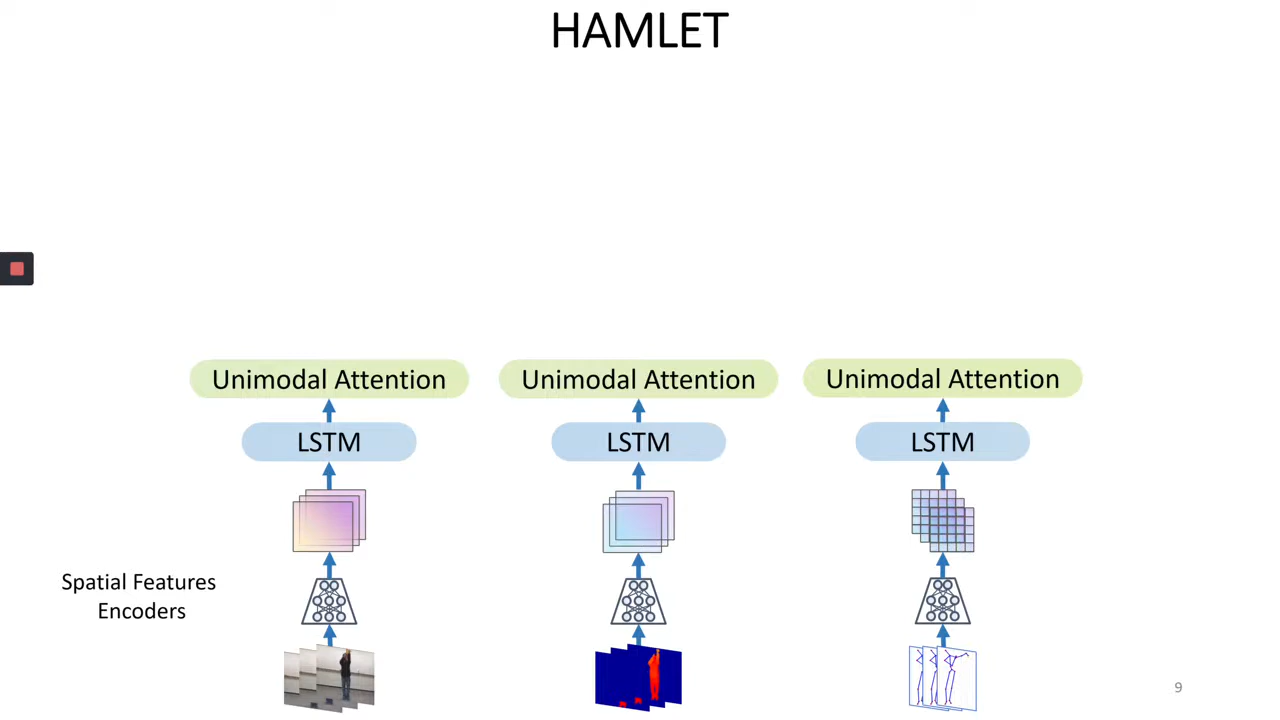 HAMLET
Unimodal Attention
Unimodal Attention
Unimodal Attention
LSTM
LSTM
LSTM
Spatial Features
Encoders
9